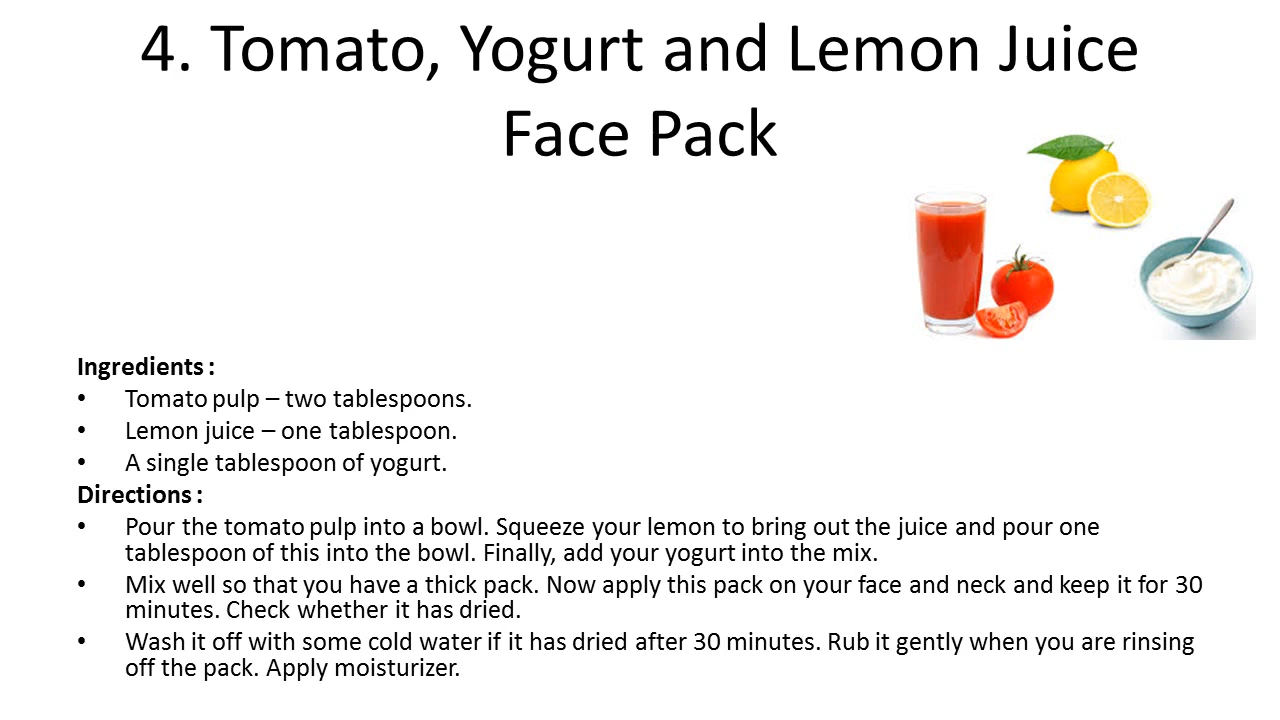 4. Tomato, Yogurt and Lemon Juice
Face Pack
Ingredients :
• Tomato pulp – two tablespoons.
• Lemon juice – one tablespoon.
• A single tablespoon of yogurt.
Directions :
• Pour the tomato pulp into a bowl. Squeeze your lemon to bring out the juice and pour one
tablespoon of this into the bowl. Finally, add your yogurt into the mix.
• Mix well so that you have a thick pack. Now apply this pack on your face and neck and keep it for 30
minutes. Check whether it has dried.
• Wash it off with some cold water if it has dried after 30 minutes. Rub it gently when you are rinsing
off the pack. Apply moisturizer.